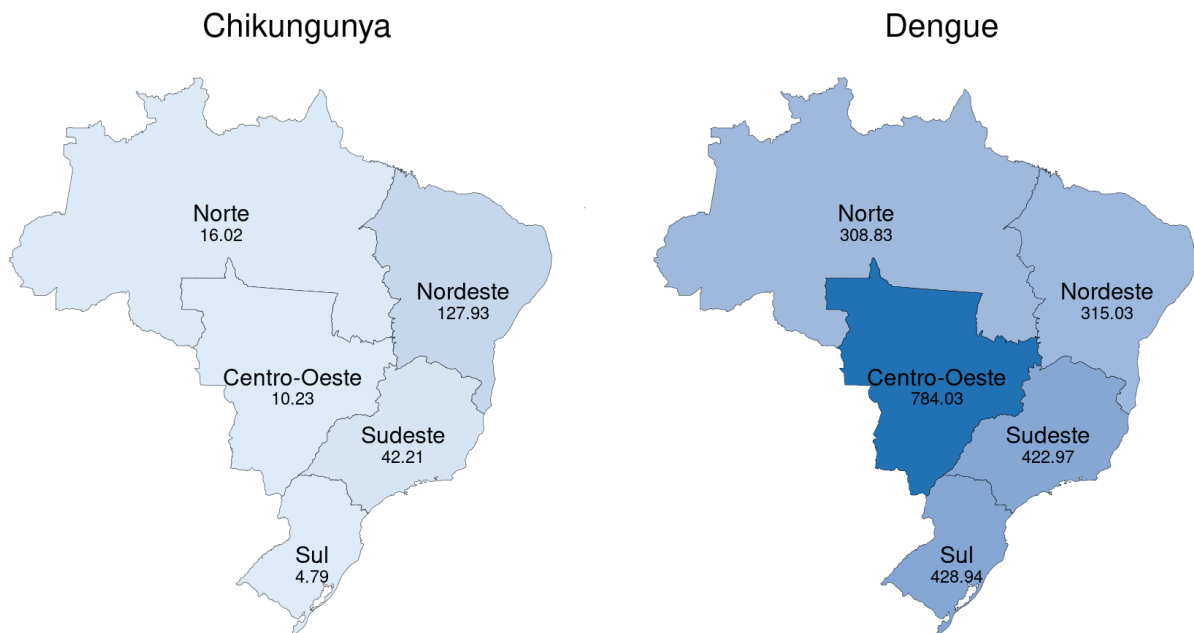 Chikungunya
Norte
16.02
Nordeste
127.93
Centro-Oeste
10.23
Sudeste
42.21
Sul
4.79
Dengue
Norte
308.83
Nordeste
315.03
Centro-Oeste
784.03
Sudeste
422.97
Sul
428.94